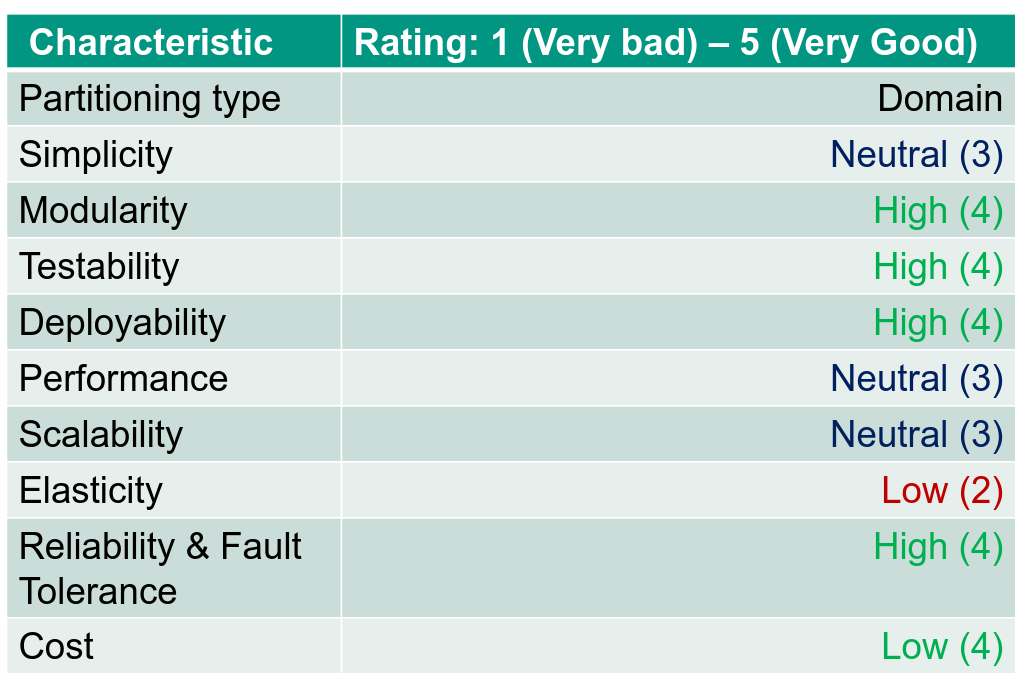 Characteristic Rating: 1 (Very bad) – 5 (Very Good)
Partitioning type Domain
Simplicity Neutral (3)
Modularity High (4)
Testability High (4)
Deployability High (4)
Performance Neutral (3)
Scalability Neutral (3)
Elasticity Low (2)
Reliability & Fault High (4)
Tolerance
Cost Low (4)